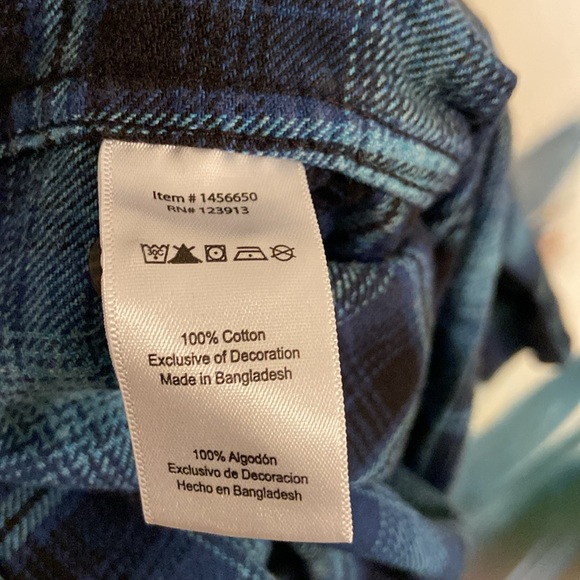 Item # 1456650
RN# 123913
100% Cotton
Exclusive of Decoration
Made in Bangladesh
100% Algodón
Exclusivo de Decoracion
Hecho en Bangladesh